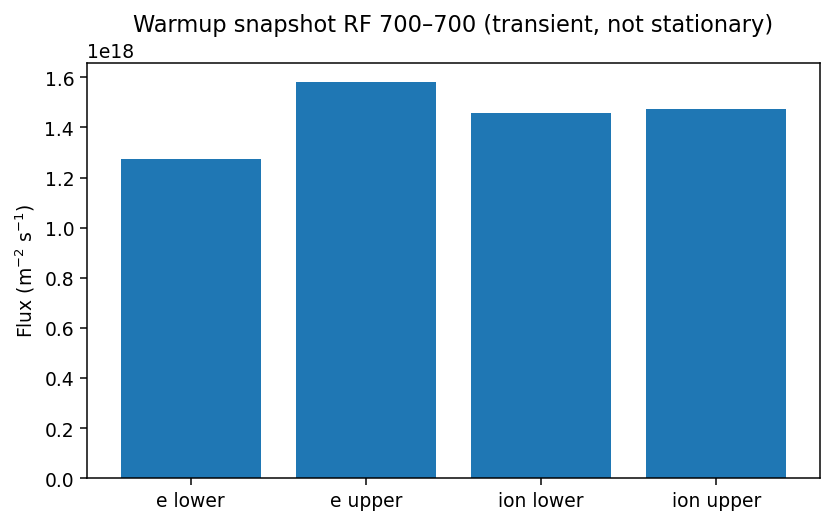 Warmup snapshot RF 700–700 (transient, not stationary)
1e18
1.6
1.4
1.2
1.0
0.8
0.6
0.4
0.2
0.0
Flux (m⁻² s⁻¹)
e lower e upper ion lower ion upper